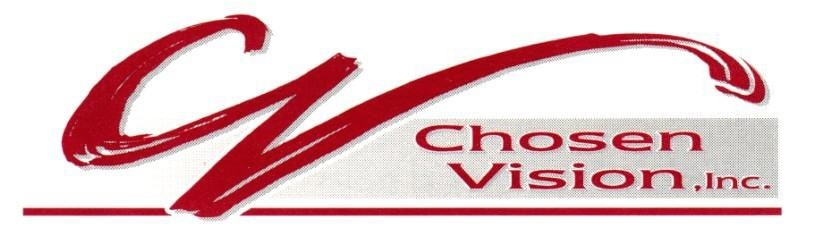 CV
Chosen
Vision, Inc.